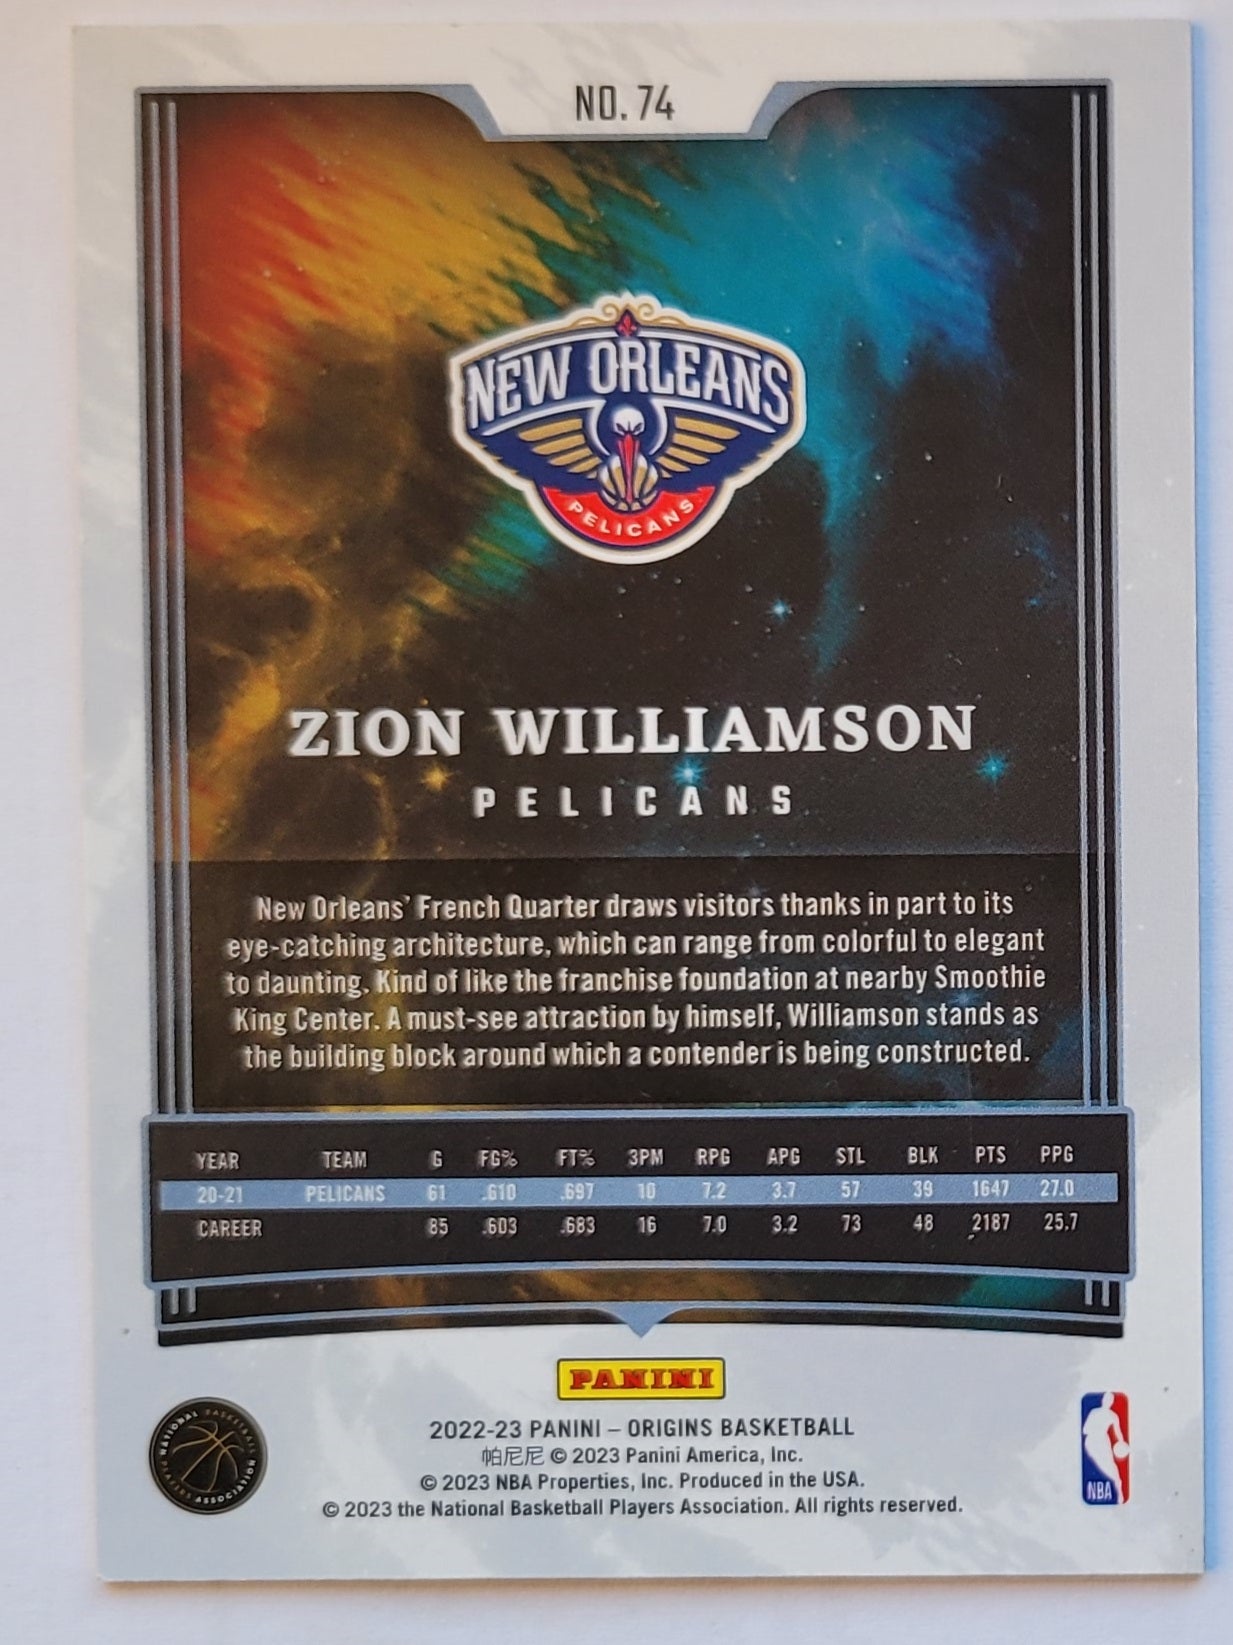 NO. 74
NEW ORLEANS
PELICANS
ZION WILLIAMSON
PELICANS
New Orleans' French Quarter draws visitors thanks in part to its
eye-catching architecture, which can range from colorful to elegant
to daunting. Kind of like the franchise foundation at nearby Smoothie
King Center. A must-see attraction by himself, Williamson stands as
the building block around which a contender is being constructed.
YEAR TEAM G FG% FT% 3PM RPG APG STL BLK PTS PPG
20-21 PELICANS 61 .610 .697 10 7.2 3.7 57 39 1647 27.0
CAREER 85 .603 .683 16 7.0 3.2 73 48 2187 25.7
PANINI
2022-23 PANINI – ORIGINS BASKETBALL
帕尼尼 © 2023 Panini America, Inc.
© 2023 NBA Properties, Inc. Produced in the USA.
© 2023 the National Basketball Players Association. All rights reserved.
NATIONAL BASKETBALL PLAYERS ASSOCIATION
NBA